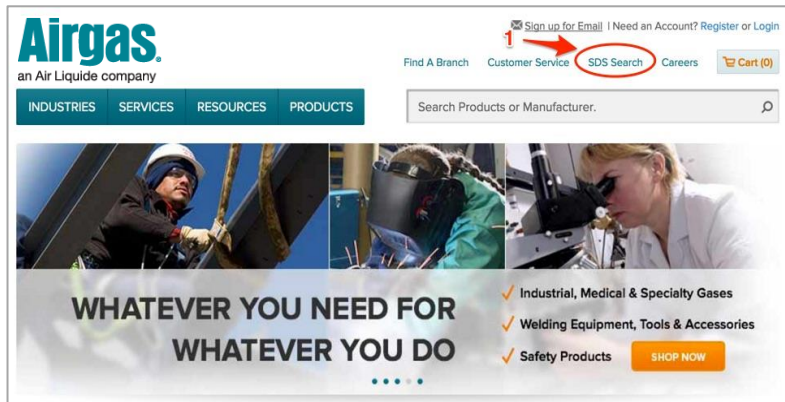 Airgas.
an Air Liquide company
Sign up for Email | Need an Account? Register or Login
1
Find A Branch Customer Service SDS Search Careers Cart (0)
INDUSTRIES SERVICES RESOURCES PRODUCTS
Search Products or Manufacturer.
WHATEVER YOU NEED FOR
WHATEVER YOU DO
Industrial, Medical & Specialty Gases
Welding Equipment, Tools & Accessories
Safety Products SHOP NOW